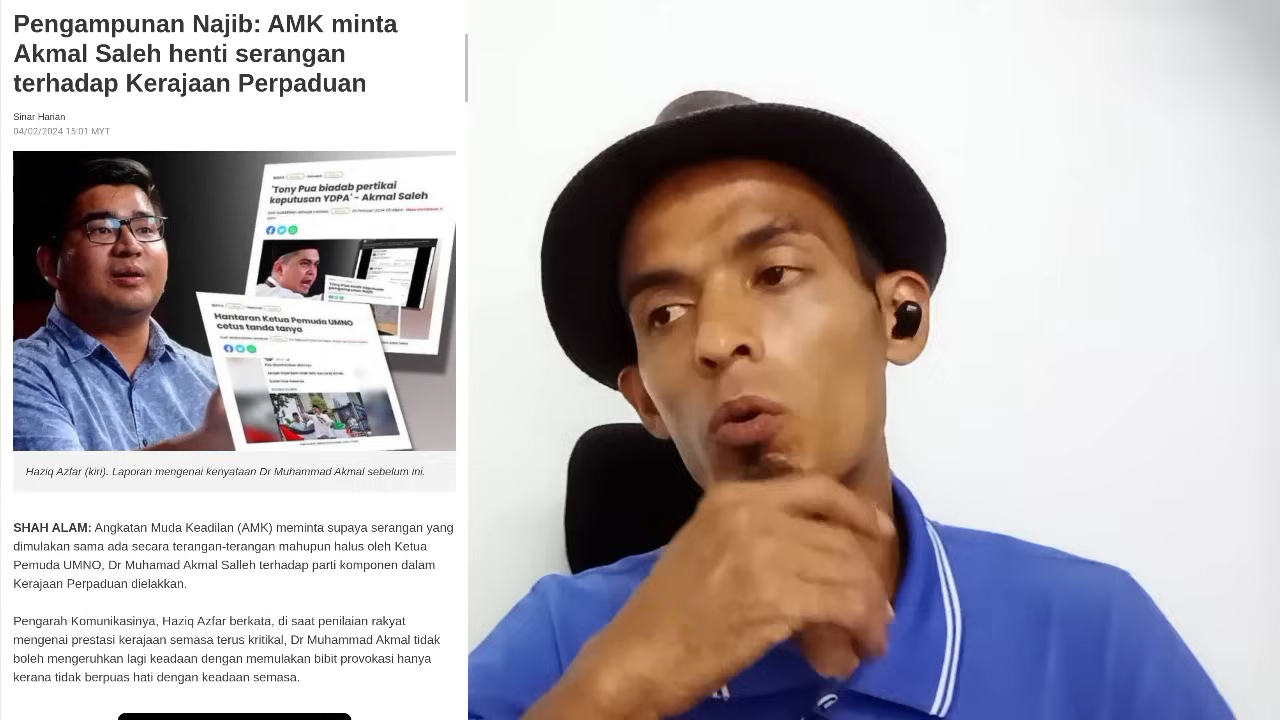 Pengampunan Najib: AMK minta
Akmal Saleh henti serangan
terhadap Kerajaan Perpaduan
Sinar Harian
04/02/2024 15:01 MYT
'Tony Pua biadab pertikai
keputusan YDPA' - Akmal Saleh
Hantaran Ketua Pemuda UMNO
cetus tanda tanya
Haziq Azfar (kiri). Laporan mengenai kenyataan Dr Muhammad Akmal sebelum ini.
SHAH ALAM: Angkatan Muda Keadilan (AMK) meminta supaya serangan yang
dimulakan sama ada secara terangan-terangan mahupun halus oleh Ketua
Pemuda UMNO, Dr Muhamad Akmal Salleh terhadap parti komponen dalam
Kerajaan Perpaduan dielakkan.
Pengarah Komunikasinya, Haziq Azfar berkata, di saat penilaian rakyat
mengenai prestasi kerajaan semasa terus kritikal, Dr Muhammad Akmal tidak
boleh mengeruhkan lagi keadaan dengan memulakan bibit provokasi hanya
kerana tidak berpuas hati dengan keadaan semasa.